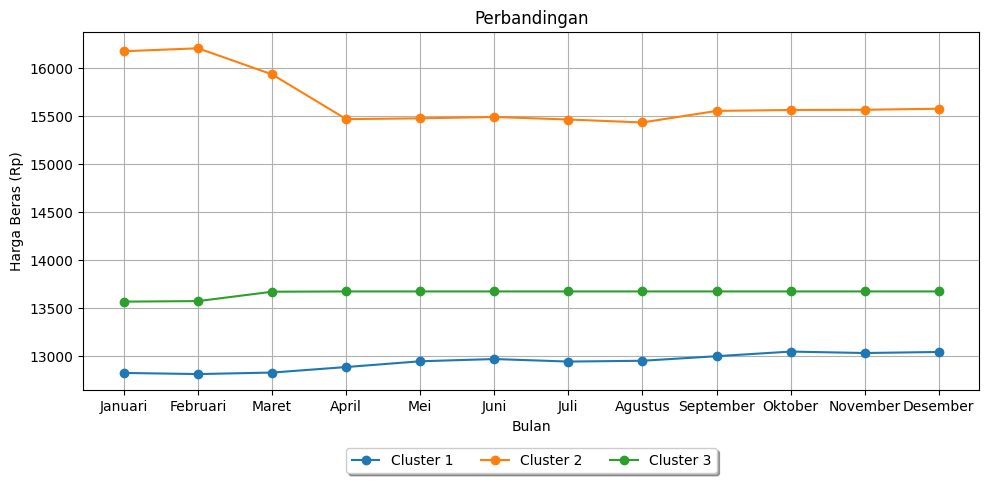 Perbandingan
Harga Beras (Rp)
16000
15500
15000
14500
14000
13500
13000
Januari Februari Maret April Mei Juni Juli Agustus September Oktober November Desember
Bulan
Cluster 1 Cluster 2 Cluster 3